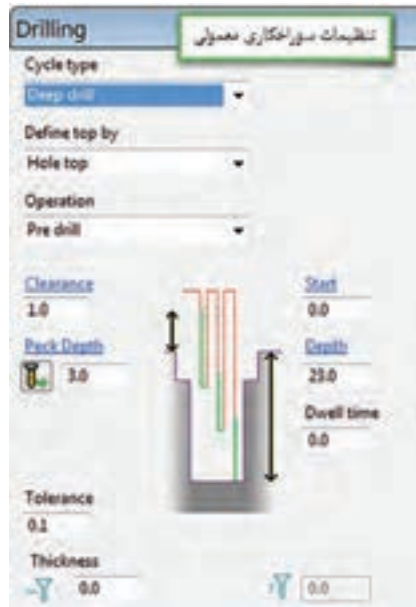 Drilling
تنظیمات سوراخکاری معمولی
Cycle type
Deep drill
Define top by
Hole top
Operation
Pre drill
Clearance
1.0
Start
0.0
Peck Depth
3.0
Depth
23.0
Dwell time
0.0
Tolerance
0.1
Thickness
0.0
0.0